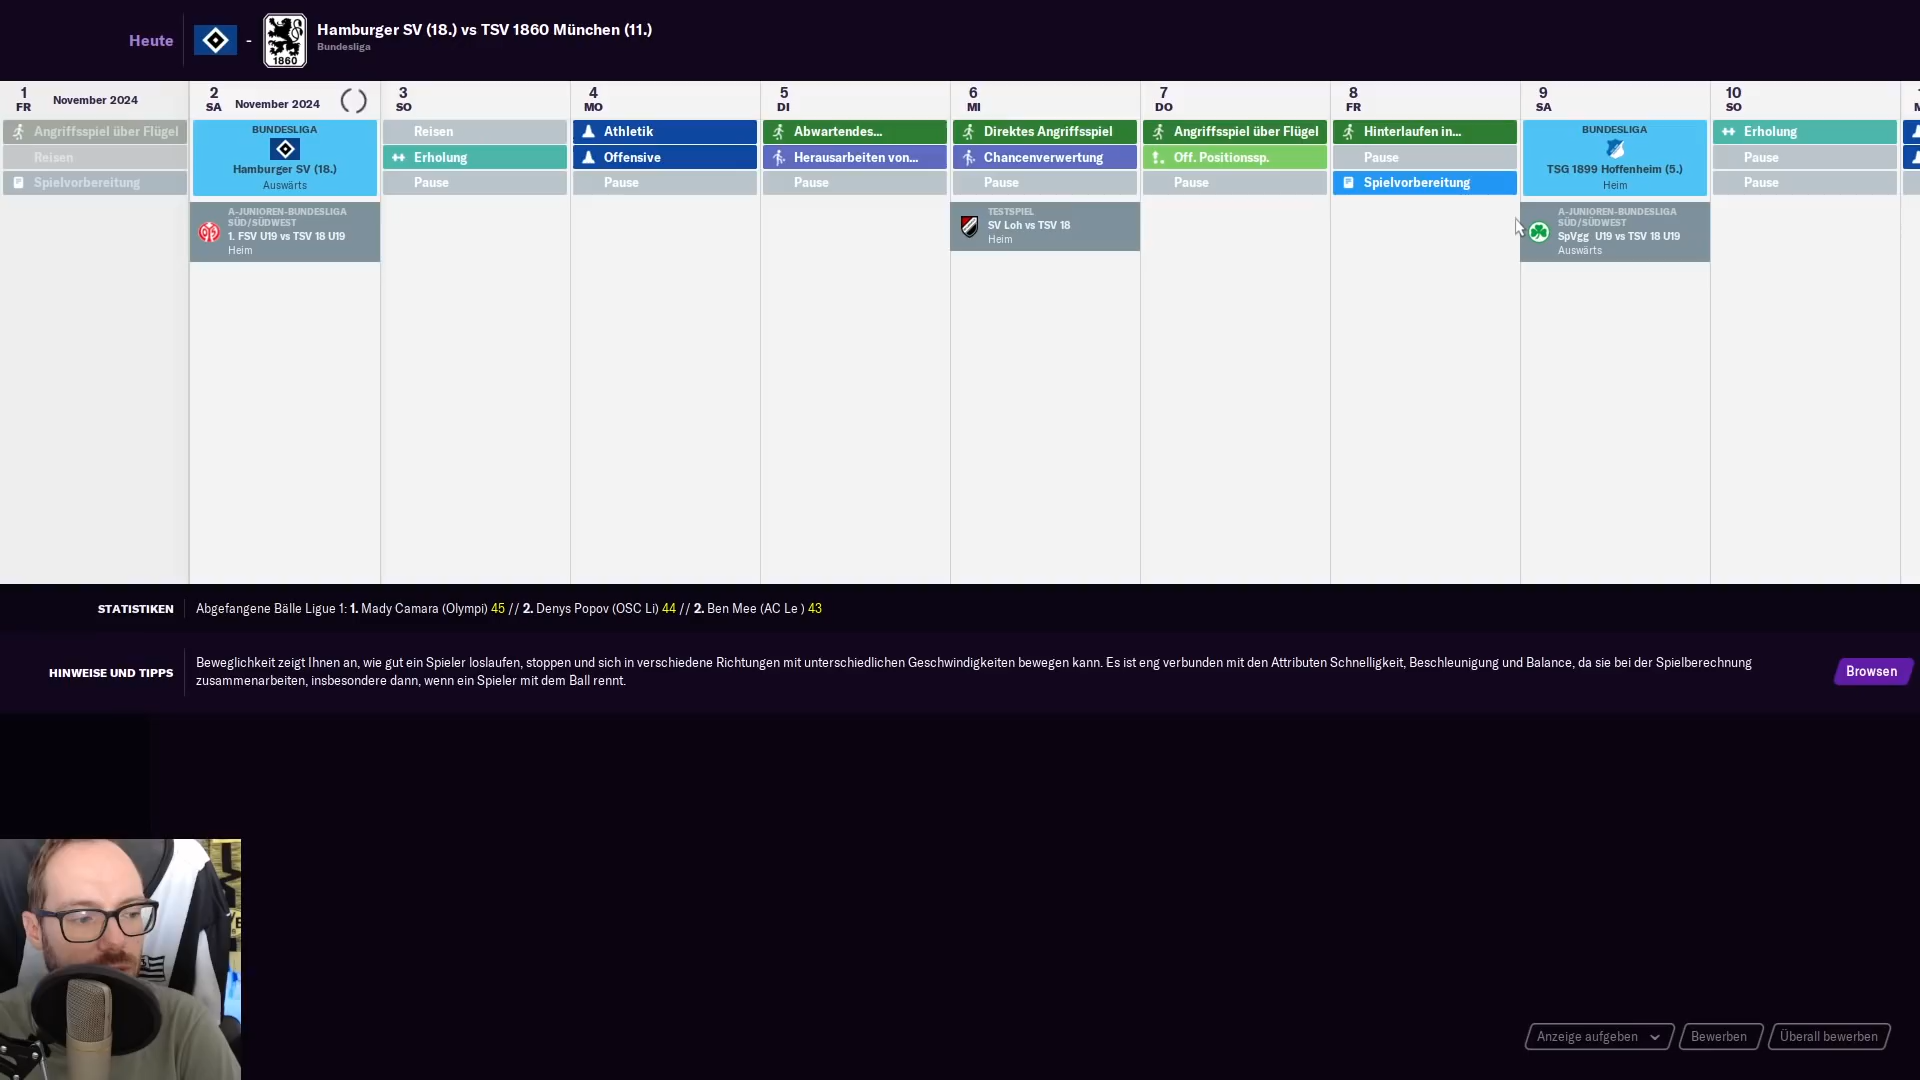 Heute
-
1860
Hamburger SV (18.) vs TSV 1860 München (11.)
Bundesliga
1 FR November 2024
Angriffsspiel über Flügel
Reisen
Spielvorbereitung
2 SA November 2024
BUNDESLIGA
Hamburger SV (18.)
Auswärts
A-JUNIOREN-BUNDESLIGA
SÜD/SÜDWEST
1. FSV U19 vs TSV 18 U19
Heim
3 SO
Reisen
Erholung
Pause
4 MO
Athletik
Offensive
Pause
5 DI
Abwartendes...
Herausarbeiten von...
Pause
6 MI
Direktes Angriffsspiel
Chancenverwertung
Pause
TESTSPIEL
SV Loh vs TSV 18
Heim
7 DO
Angriffsspiel über Flügel
Off. Positionssp.
Pause
8 FR
Hinterlaufen in...
Pause
Spielvorbereitung
9 SA
BUNDESLIGA
TSG 1899 Hoffenheim (5.)
Heim
A-JUNIOREN-BUNDESLIGA
SÜD/SÜDWEST
SpVgg U19 vs TSV 18 U19
Auswärts
10 SO
Erholung
Pause
Pause
STATISTIKEN
Abgefangene Bälle Ligue 1: 1. Mady Camara (Olympi) 45 // 2. Denys Popov (OSC Li) 44 // 2. Ben Mee (AC Le ) 43
HINWEISE UND TIPPS
Beweglichkeit zeigt Ihnen an, wie gut ein Spieler loslaufen, stoppen und sich in verschiedene Richtungen mit unterschiedlichen Geschwindigkeiten bewegen kann. Es ist eng verbunden mit den Attributen Schnelligkeit, Beschleunigung und Balance, da sie bei der Spielberechnung
zusammenarbeiten, insbesondere dann, wenn ein Spieler mit dem Ball rennt.
Browsen
Anzeige aufgeben
Bewerben
Überall bewerben